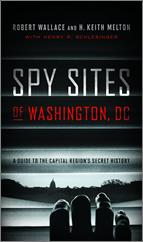 ROBERT WALLACE AND H. KEITH MELTON
WITH HENRY R. SCHLESINGER
SPY SITES
OF WASHINGTON, DC
A GUIDE TO THE CAPITAL REGION'S SECRET HISTORY